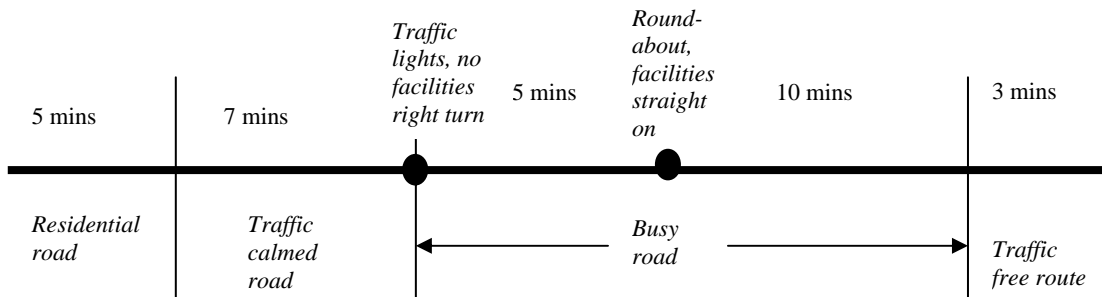 Traffic
lights, no
facilities
right turn
Round-
about,
facilities
straight
on
5 mins
7 mins
5 mins
10 mins
3 mins
Residential
road
Traffic
calmed
road
Busy
road
Traffic
free route